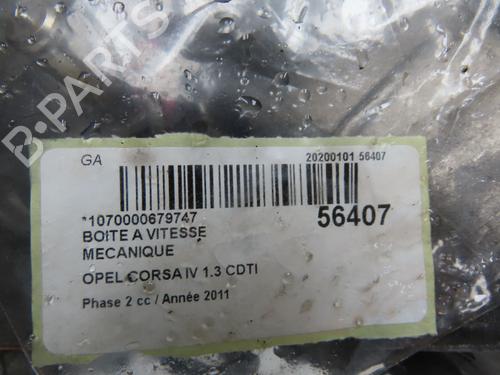 B-PARTS
GA
20200101 56407
*1070000679747
56407
BOITE A VITESSE
MECANIQUE
OPEL CORSA IV 1.3 CDTI
Phase 2 cc / Année 2011